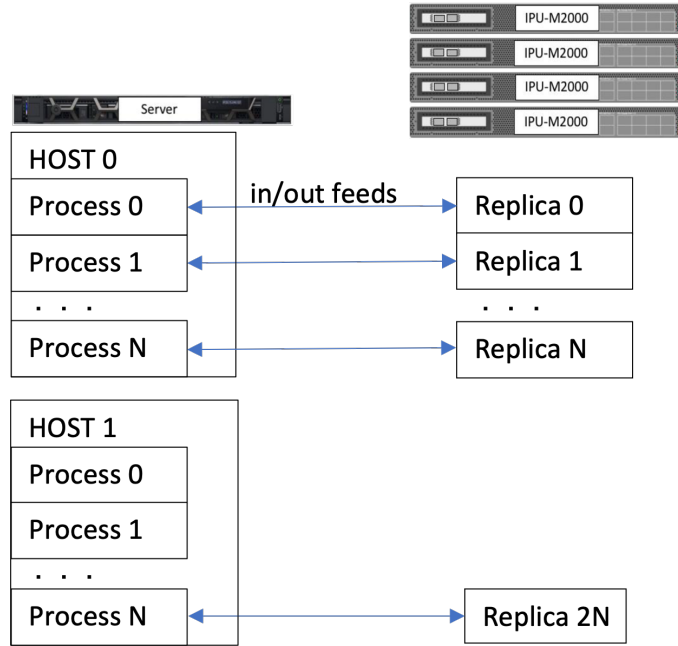 IPU-M2000
IPU-M2000
IPU-M2000
IPU-M2000
Server
HOST 0
Process 0
in/out feeds
Replica 0
Process 1
Replica 1
. . .
. . .
Process N
Replica N
HOST 1
Process 0
Process 1
. . .
Process N
Replica 2N